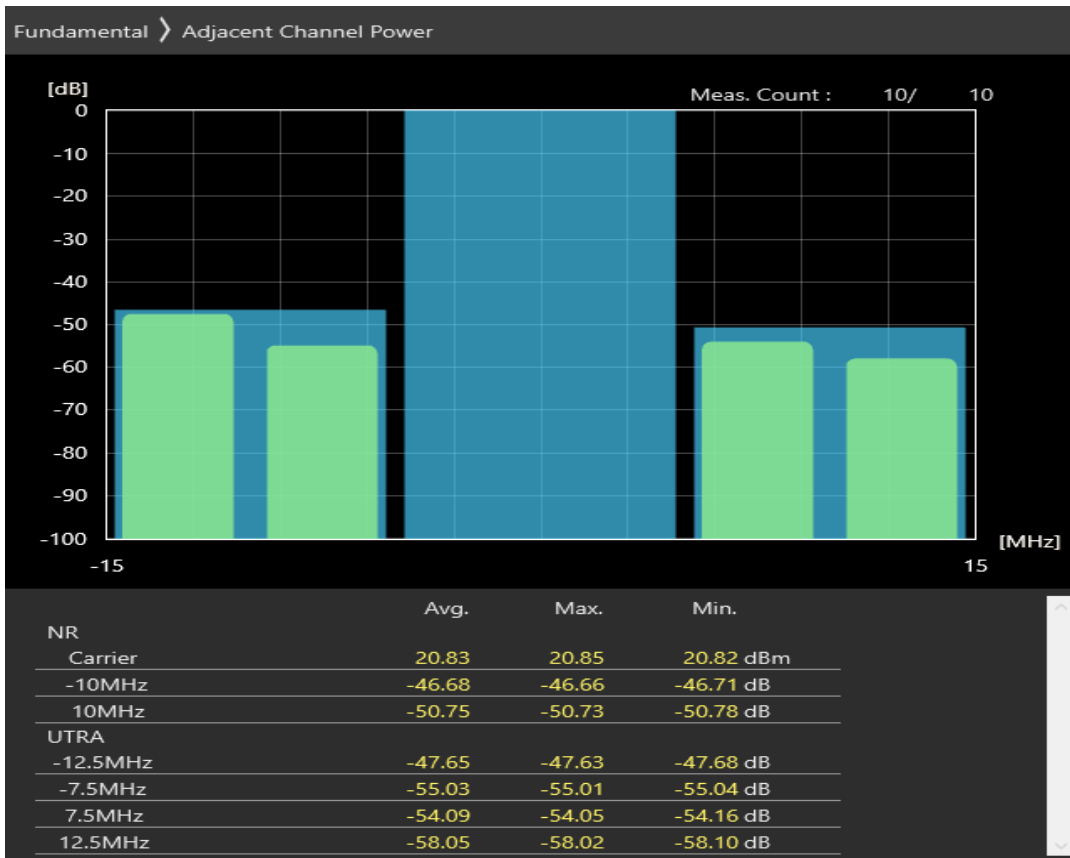 Fundamental ❯ Adjacent Channel Power
[dB]
Meas. Count : 10/ 10
0
-10
-20
-30
-40
-50
-60
-70
-80
-90
-100
[MHz]
-15 15
Avg. Max. Min.
NR
Carrier 20.83 20.85 20.82 dBm
-10MHz -46.68 -46.66 -46.71 dB
10MHz -50.75 -50.73 -50.78 dB
UTRA
-12.5MHz -47.65 -47.63 -47.68 dB
-7.5MHz -55.03 -55.01 -55.04 dB
7.5MHz -54.09 -54.05 -54.16 dB
12.5MHz -58.05 -58.02 -58.10 dB